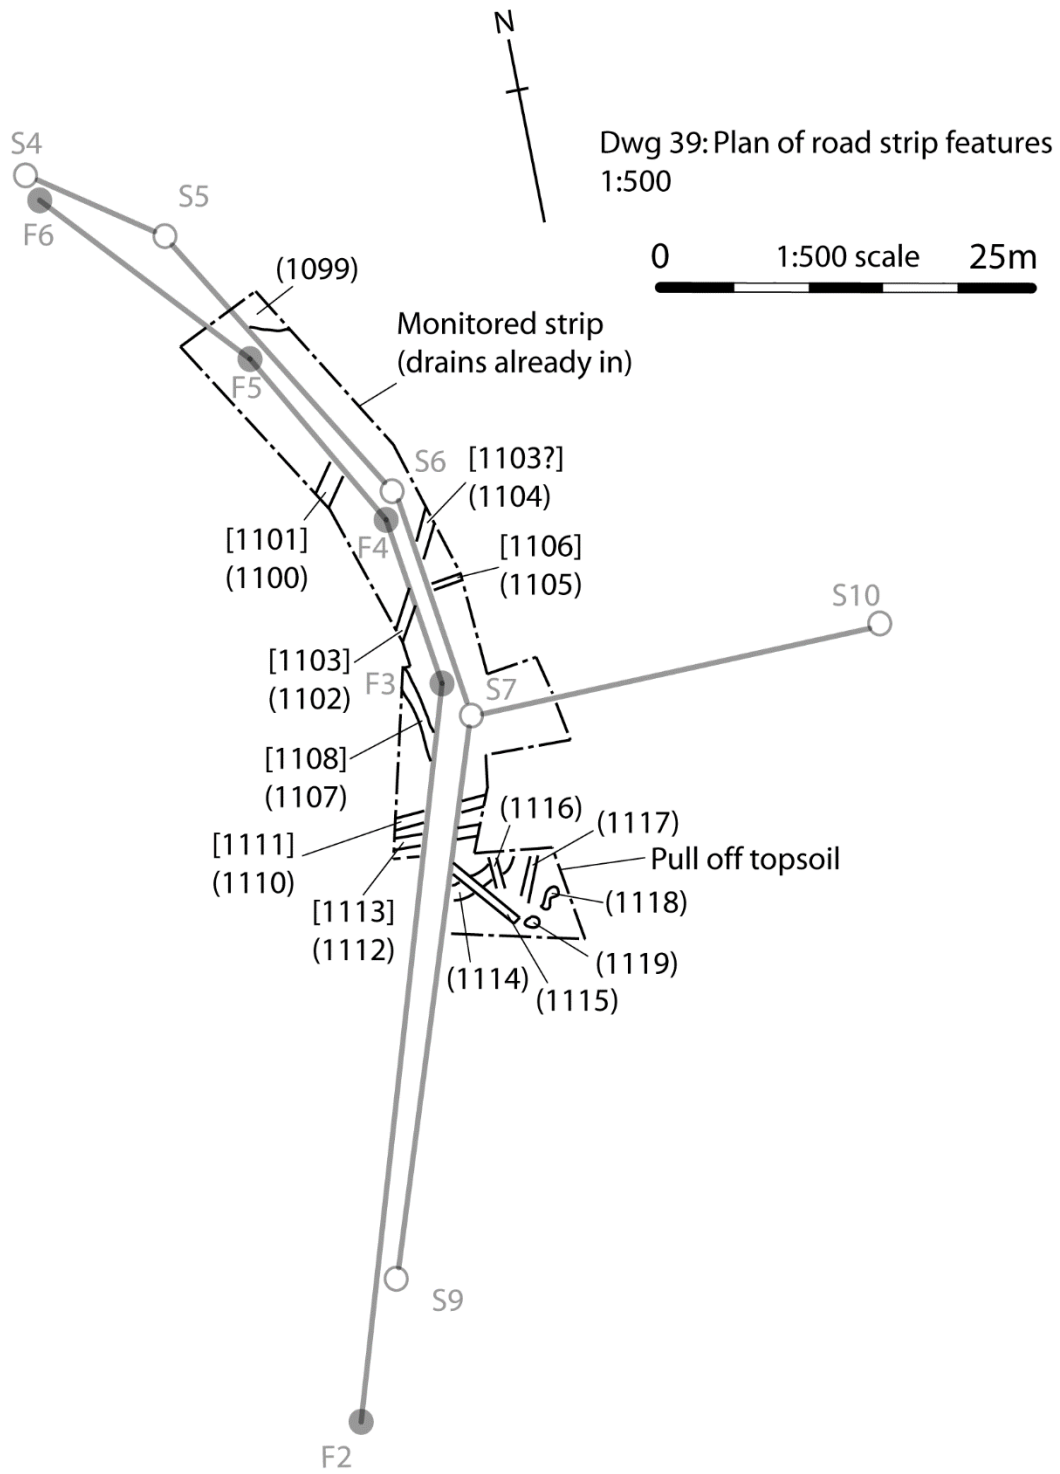 N
Dwg 39: Plan of road strip features
1:500
0 1:500 scale 25m
S4
S5
F6
(1099)
Monitored strip
(drains already in)
F5
S6
[1103?]
(1104)
[1101]
(1100)
F4
[1106]
(1105)
S10
[1103]
(1102)
F3
S7
[1108]
(1107)
(1116)
(1117)
[1111]
(1110)
Pull off topsoil
(1118)
[1113]
(1112)
(1114)
(1119)
(1115)
S9
F2